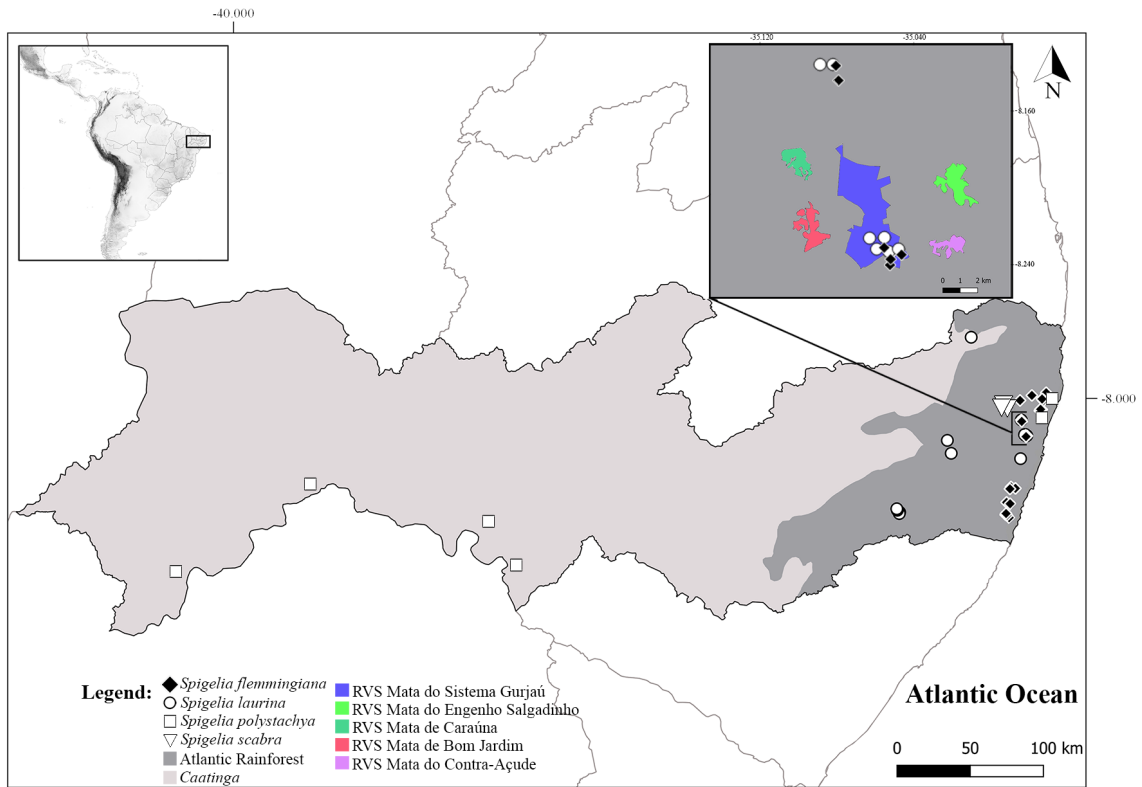 -40.000
-35.120
-35.040
N
-8.160
-8.240
0 1 2 km
-8.000
Legend:
Spigelia flemmingiana
Spigelia laurina
Spigelia polystachya
Spigelia scabra
Atlantic Rainforest
Caatinga
RVS Mata do Sistema Gurjaú
RVS Mata do Engenho Salgadinho
RVS Mata de Caraúna
RVS Mata de Bom Jardim
RVS Mata do Contra-Açude
Atlantic Ocean
0 50 100 km